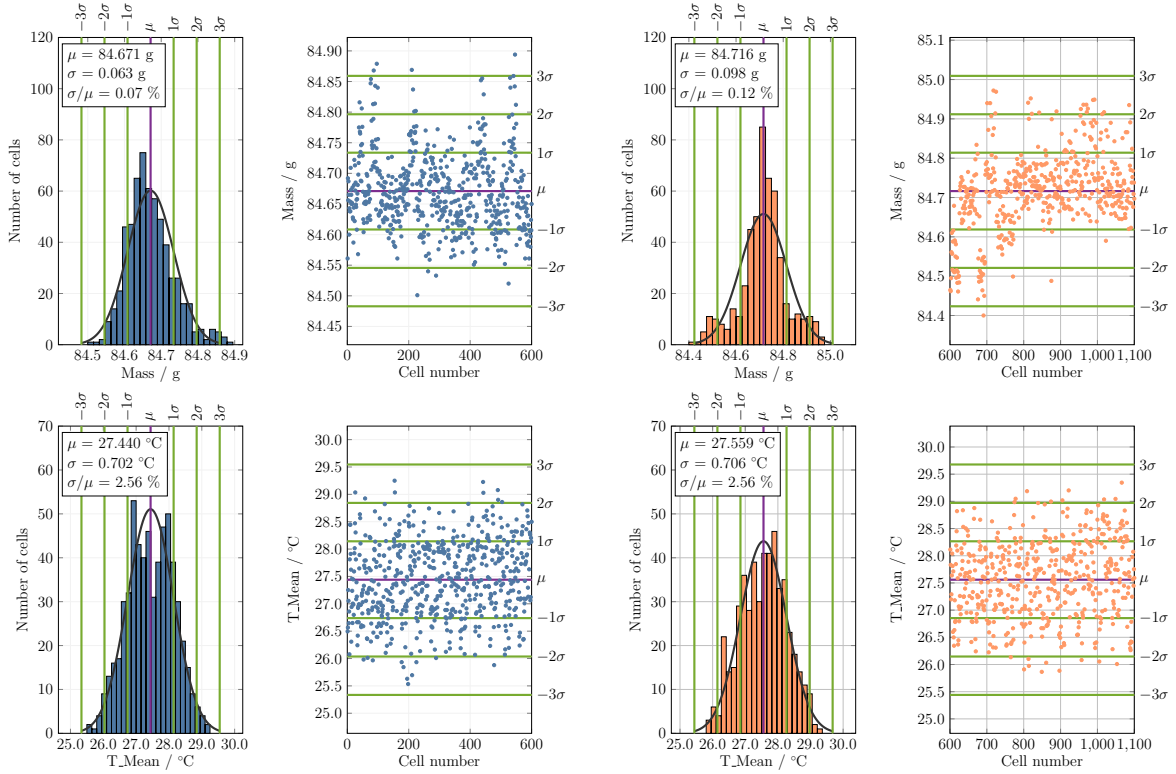 −3σ −2σ −1σ μ 1σ 2σ 3σ
120
100
80
60
40
20
0
Number of cells
μ = 84.671 g
σ = 0.063 g
σ/μ = 0.07 %
84.5 84.6 84.7 84.8 84.9
Mass / g
84.90
84.85
84.80
84.75
84.70
84.65
84.60
84.55
84.50
84.45
Mass / g
3σ
2σ
1σ
μ
−1σ
−2σ
−3σ
0 200 400 600
Cell number
−3σ −2σ −1σ μ 1σ 2σ 3σ
120
100
80
60
40
20
0
Number of cells
μ = 84.716 g
σ = 0.098 g
σ/μ = 0.12 %
84.4 84.6 84.8 85.0
Mass / g
85.1
85.0
84.9
84.8
84.7
84.6
84.5
84.4
Mass / g
3σ
2σ
1σ
μ
−1σ
−2σ
−3σ
600 700 800 900 1,000 1,100
Cell number
−3σ −2σ −1σ μ 1σ 2σ 3σ
70
60
50
40
30
20
10
0
Number of cells
μ = 27.440 °C
σ = 0.702 °C
σ/μ = 2.56 %
25.0 26.0 27.0 28.0 29.0 30.0
T_Mean / °C
30.0
29.5
29.0
28.5
28.0
27.5
27.0
26.5
26.0
25.5
25.0
T_Mean / °C
3σ
2σ
1σ
μ
−1σ
−2σ
−3σ
0 200 400 600
Cell number
−3σ −2σ −1σ μ 1σ 2σ 3σ
70
60
50
40
30
20
10
0
Number of cells
μ = 27.559 °C
σ = 0.706 °C
σ/μ = 2.56 %
25.0 26.0 27.0 28.0 29.0 30.0
T_Mean / °C
30.0
29.5
29.0
28.5
28.0
27.5
27.0
26.5
26.0
25.5
25.0
T_Mean / °C
3σ
2σ
1σ
μ
−1σ
−2σ
−3σ
600 700 800 900 1,000 1,100
Cell number